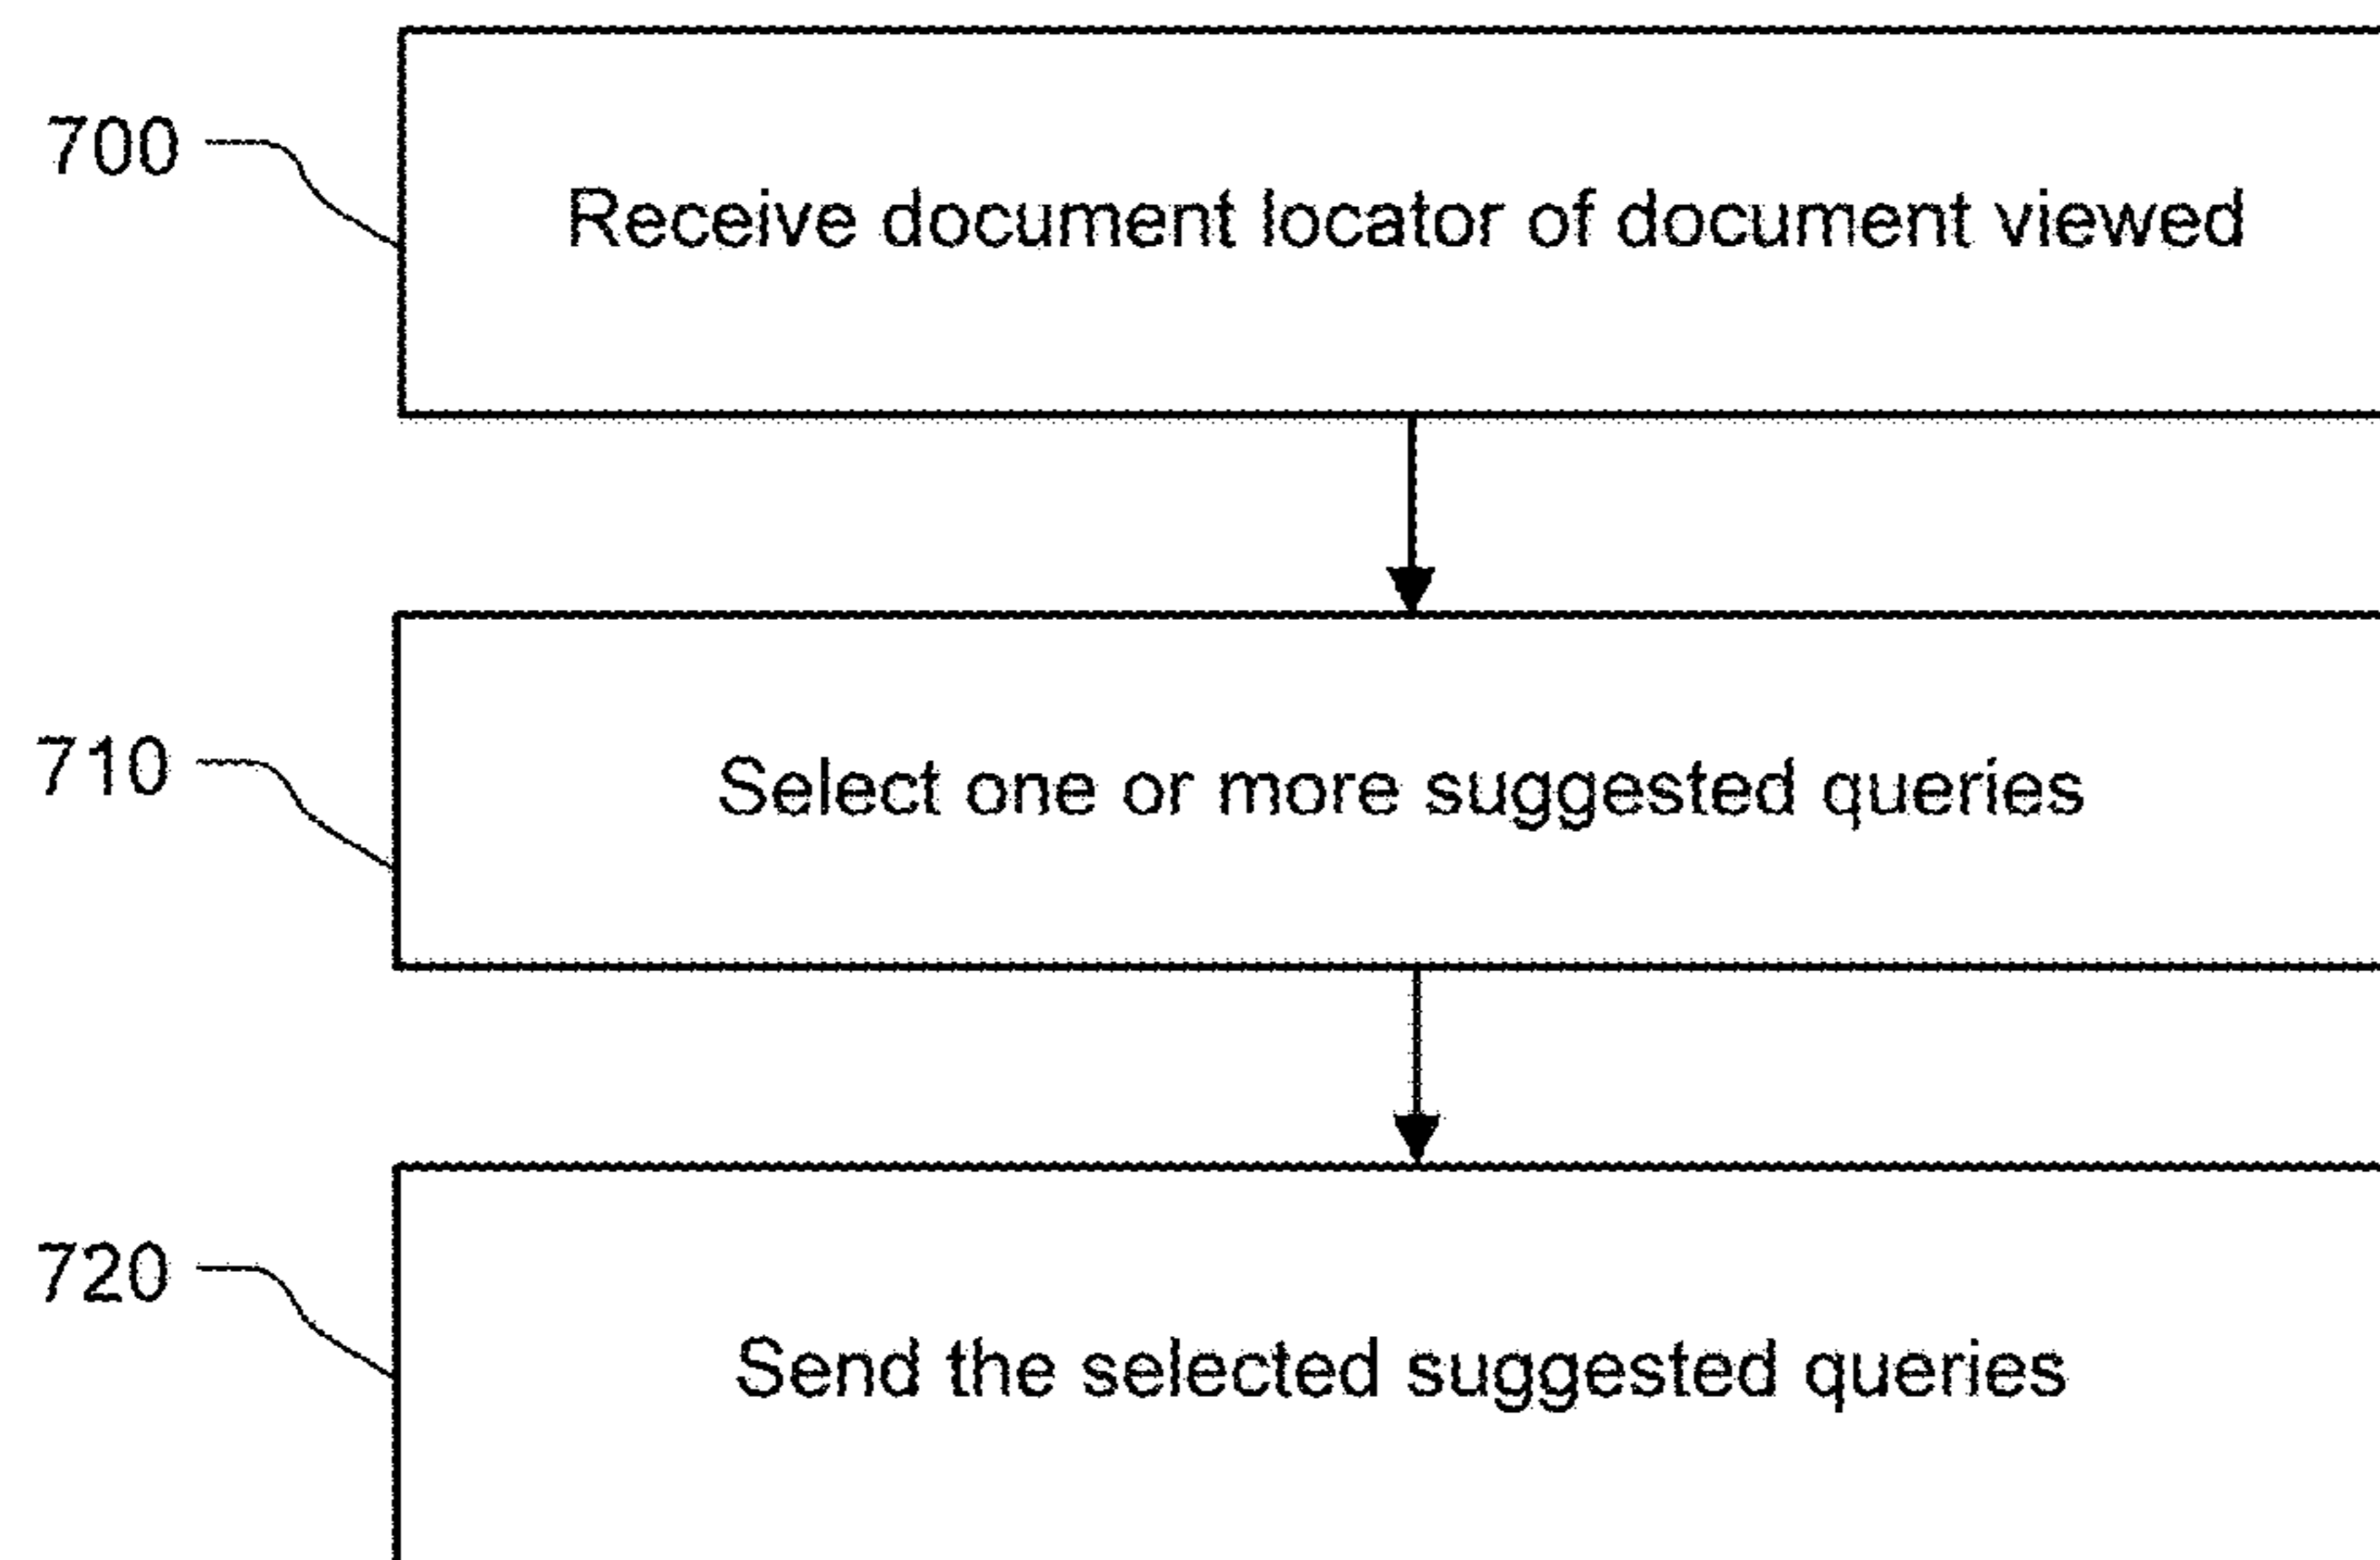 700
Receive document locator of document viewed
710
Select one or more suggested queries
720
Send the selected suggested queries